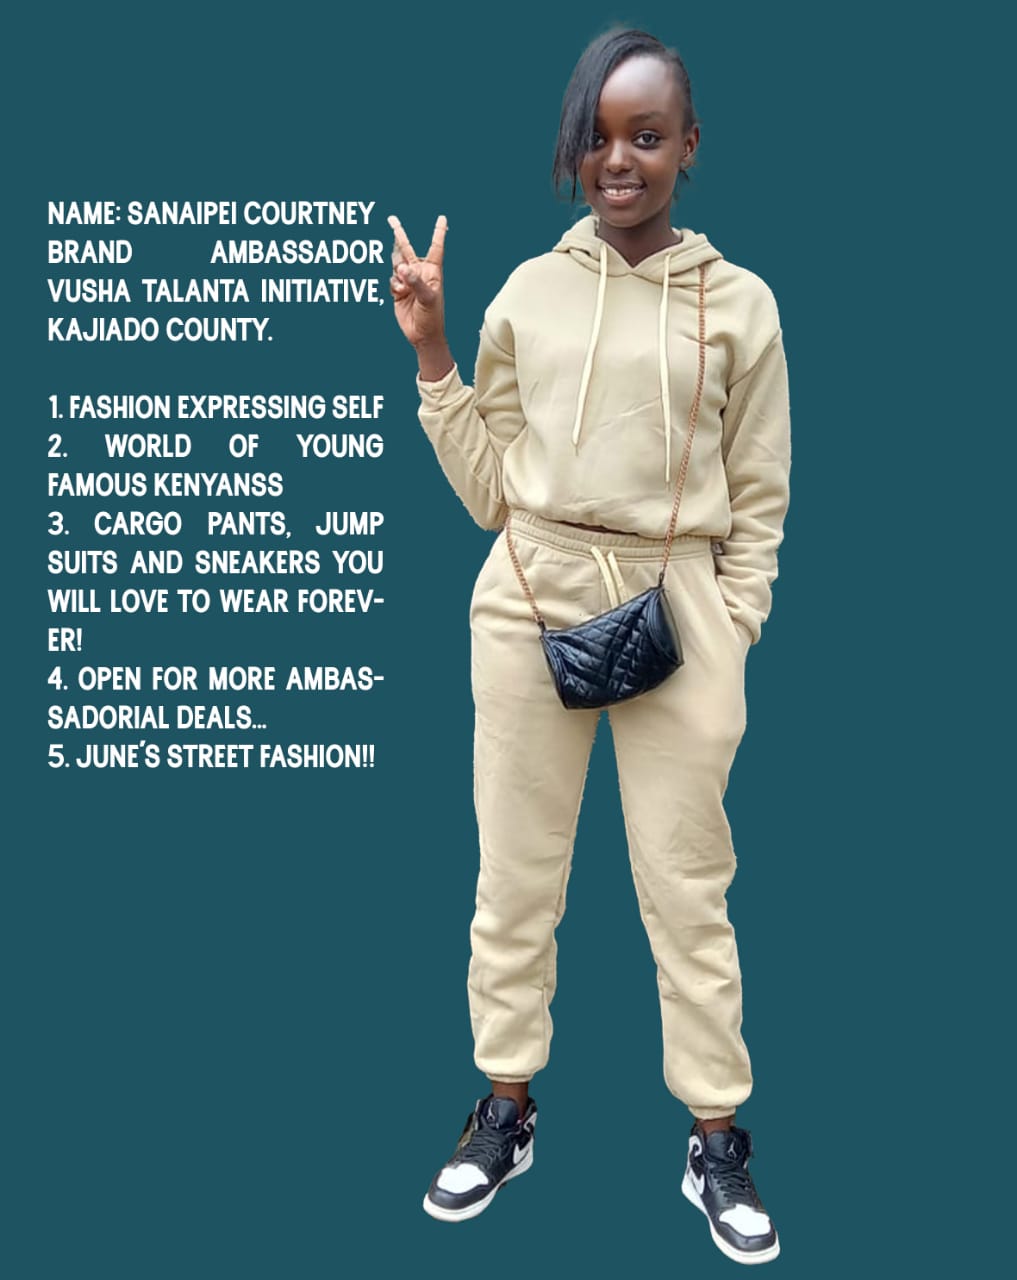 NAME: SANAIPEI COURTNEY
BRAND AMBASSADOR
VUSHA TALANTA INITIATIVE,
KAJIADO COUNTY.
1. FASHION EXPRESSING SELF
2. WORLD OF YOUNG
FAMOUS KENYANSS
3. CARGO PANTS, JUMP
SUITS AND SNEAKERS YOU
WILL LOVE TO WEAR FOREV-
ER!
4. OPEN FOR MORE AMBAS-
SADORIAL DEALS...
5. JUNE'S STREET FASHION!!